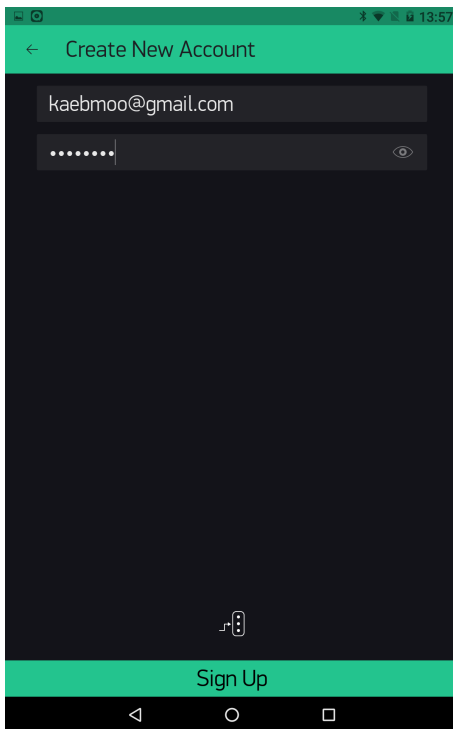 13:57
Create New Account
kaebmoo@gmail.com
••••••••
Sign Up